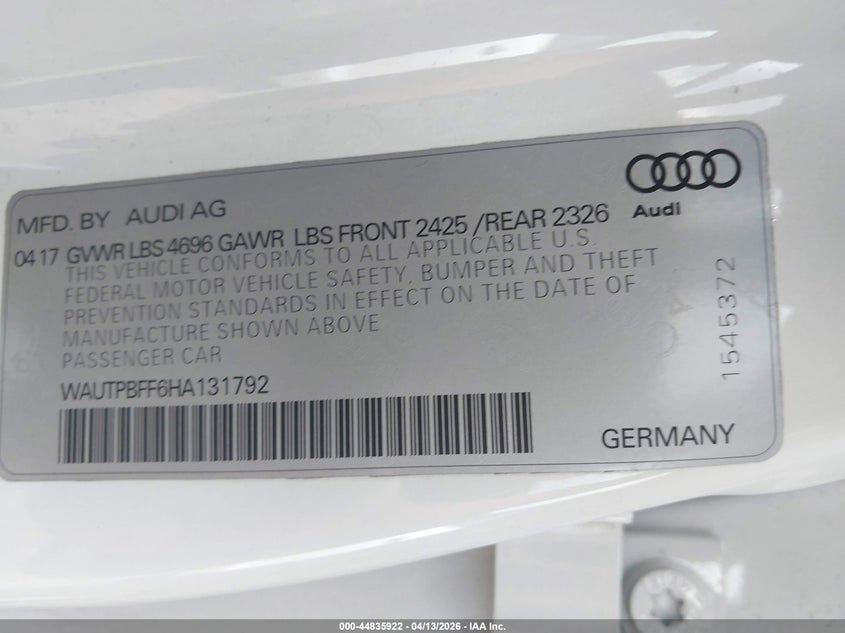 MFD. BY AUDI AG
Audi
04 17 GVWR LBS 4696 GAWR LBS FRONT 2425 /REAR 2326
THIS VEHICLE CONFORMS TO ALL APPLICABLE U.S.
FEDERAL MOTOR VEHICLE SAFETY, BUMPER AND THEFT
PREVENTION STANDARDS IN EFFECT ON THE DATE OF
MANUFACTURE SHOWN ABOVE
PASSENGER CAR
WAUTPBFF6HA131792
GERMANY
1545372
000-44835922 - 04/13/2026 - IAA Inc.